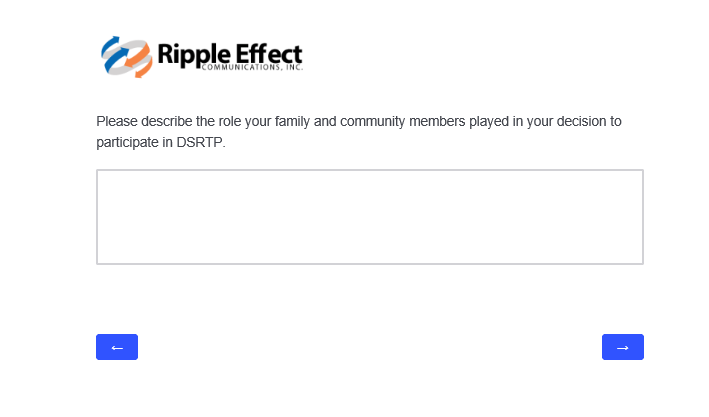 Ripple Effect
COMMUNICATIONS, INC.
Please describe the role your family and community members played in your decision to
participate in DSRTP.
←
→